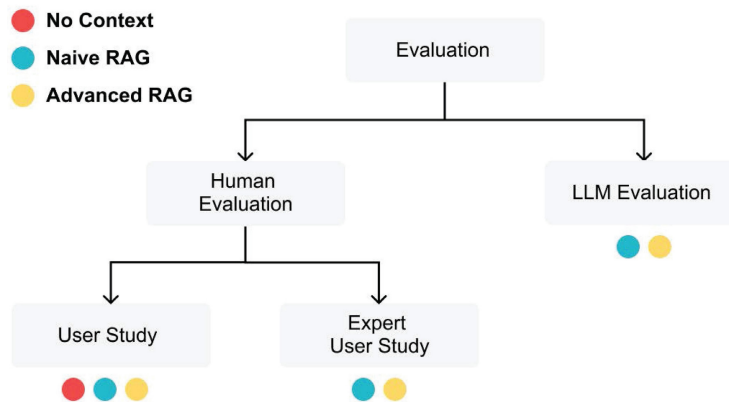 No Context
Naive RAG
Advanced RAG
Evaluation
Human
Evaluation
LLM Evaluation
User Study
Expert
User Study